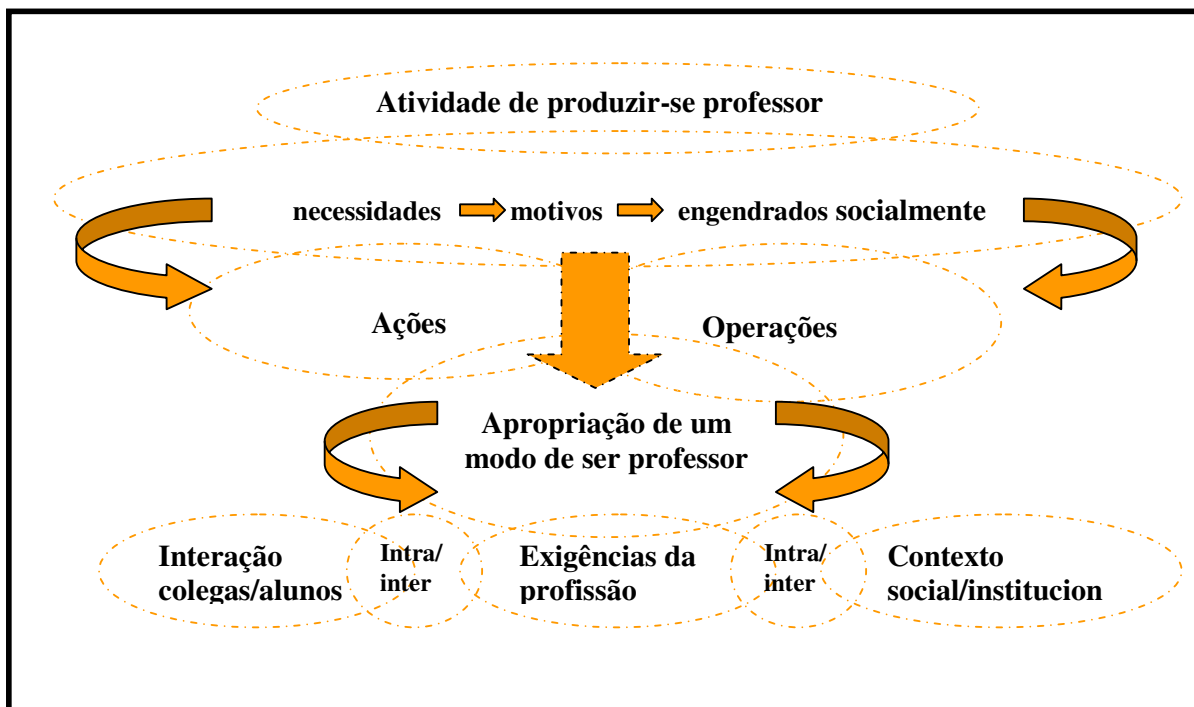 Atividade de produzir-se professor
necessidades motivos engendrados socialmente
Ações Operações
Apropriação de um
modo de ser professor
Interação
colegas/alunos
Intra/
inter
Exigências da
profissão
Intra/
inter
Contexto
social/institucion